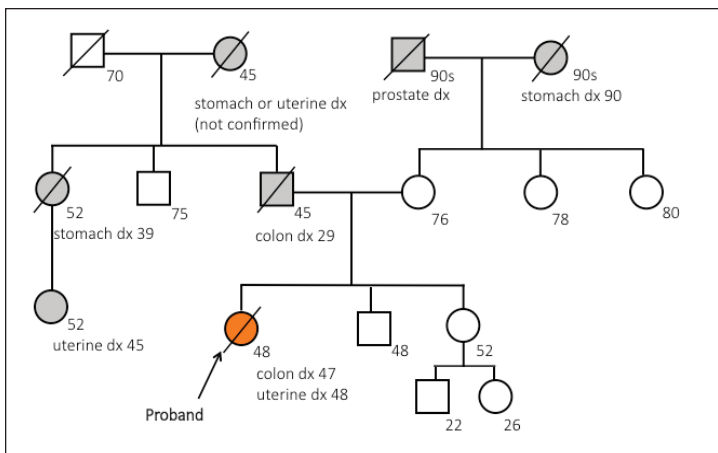 70
45
90s
90s
stomach or uterine dx
(not confirmed)
prostate dx
stomach dx 90
52
75
45
76
78
80
stomach dx 39
colon dx 29
52
uterine dx 45
48
48
52
colon dx 47
uterine dx 48
Proband
22
26